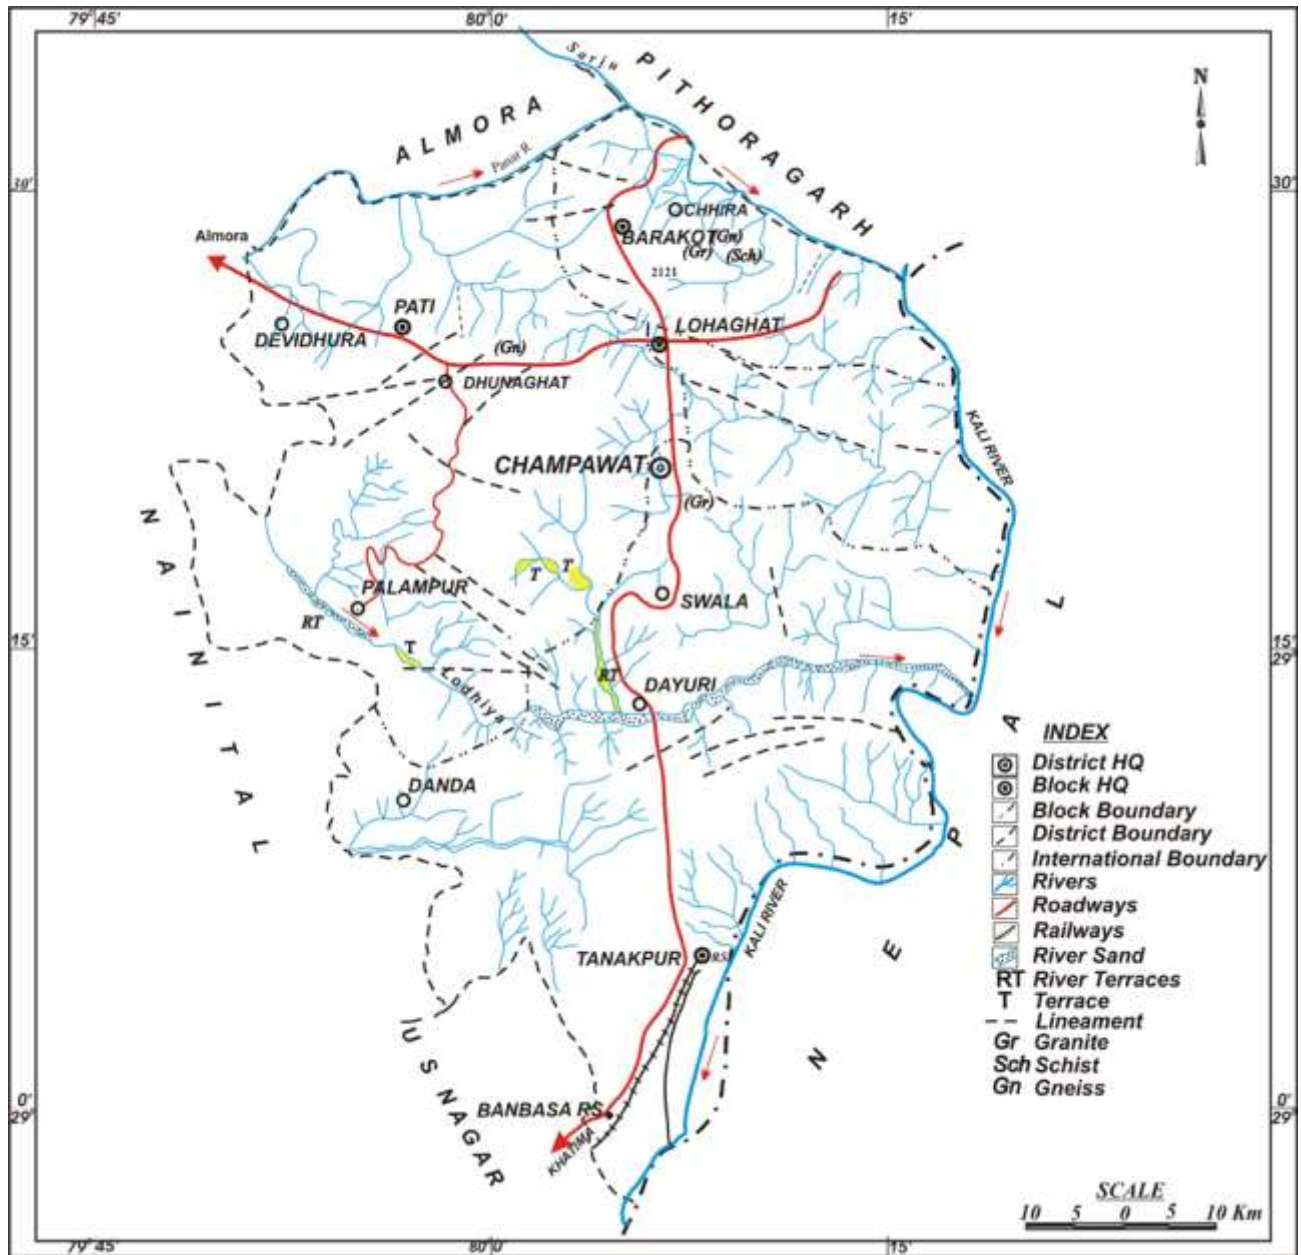 79°45'
80°0'
15'
Sarju
PITHORAGARH
N
ALMORA
Panar R.
30'
30°
CHHIRA
Almora
BARAKOT
(Gn)
(Gr)
(Sch)
2121
PATI
LOHAGHAT
DEVIDHURA
(Gn)
DHUNAGHAT
KALI RIVER
CHAMPAWAT
(Gr)
NAINITAL
T
T
PALAMPUR
SWALA
RT
15'
T
15'
29°
Lodhiya
RT
DAYURI
NEPAL
INDEX
District HQ
Block HQ
DANDA
Block Boundary
District Boundary
International Boundary
Rivers
KALI RIVER
Roadways
Railways
TANAKPUR
RS
River Sand
RT River Terraces
T Terrace
Lineament
US NAGAR
Gr Granite
Sch Schist
Gn Gneiss
0'
29°
BANBASA RS
0'
29°
KHATIMA
SCALE
10 5 0 5 10 Km
79°45'
80°0'
15'